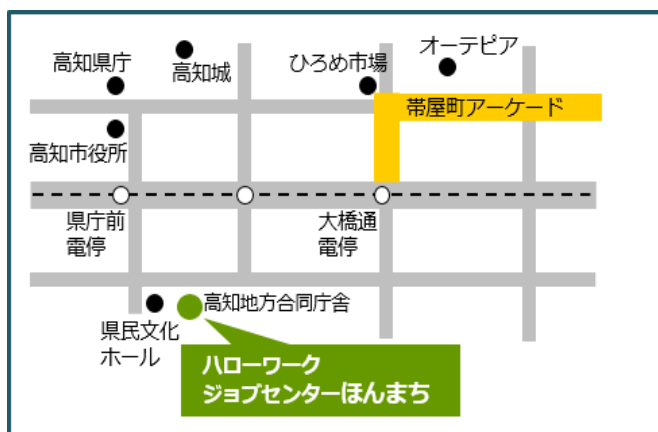 オーテピア
高知県庁
高知城
ひろめ市場
帯屋町アーケード
高知市役所
県庁前
電停
大橋通
電停
高知地方合同庁舎
県民文化
ホール
ハローワーク
ジョブセンターほんまち